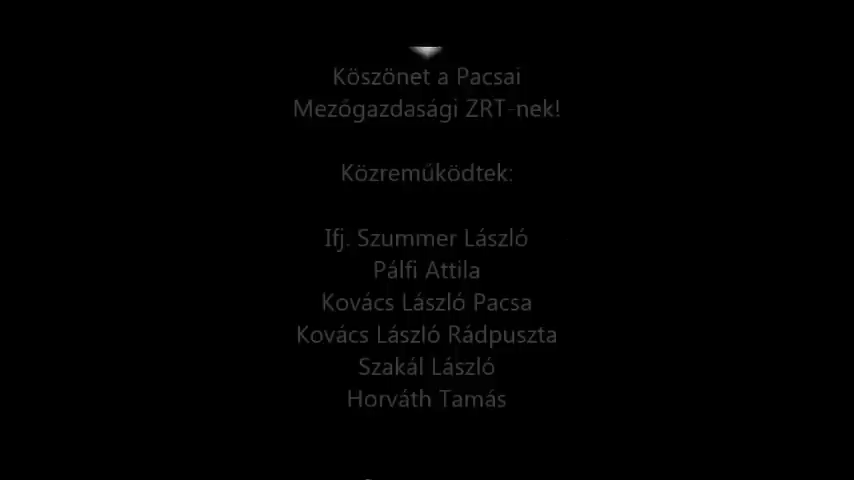 Köszönet a Pacsai
Mezőgazdasági ZRT-nek!
Közreműködtek:
Ifj. Szummer László
Pálfi Attila
Kovács László Pacsa
Kovács László Rádpuszta
Szakál László
Horváth Tamás